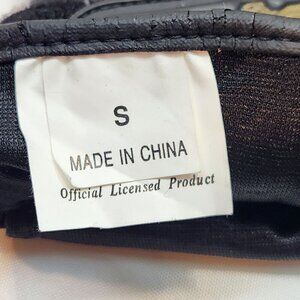 S
MADE IN CHINA
Official Licensed Product